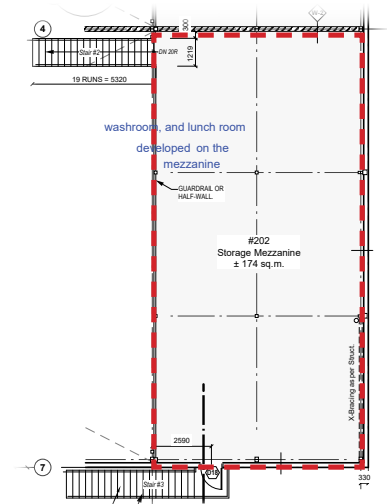 W-2
4
300
Stair #2
DN 20R
1219
19 RUNS = 5320
washroom, and lunch room
developed on the
mezzanine
GUARDRAIL OR
HALF-WALL
#202
Storage Mezzanine
± 174 sq.m.
X-Bracing as per Struct.
2590
7
330
Stair #3